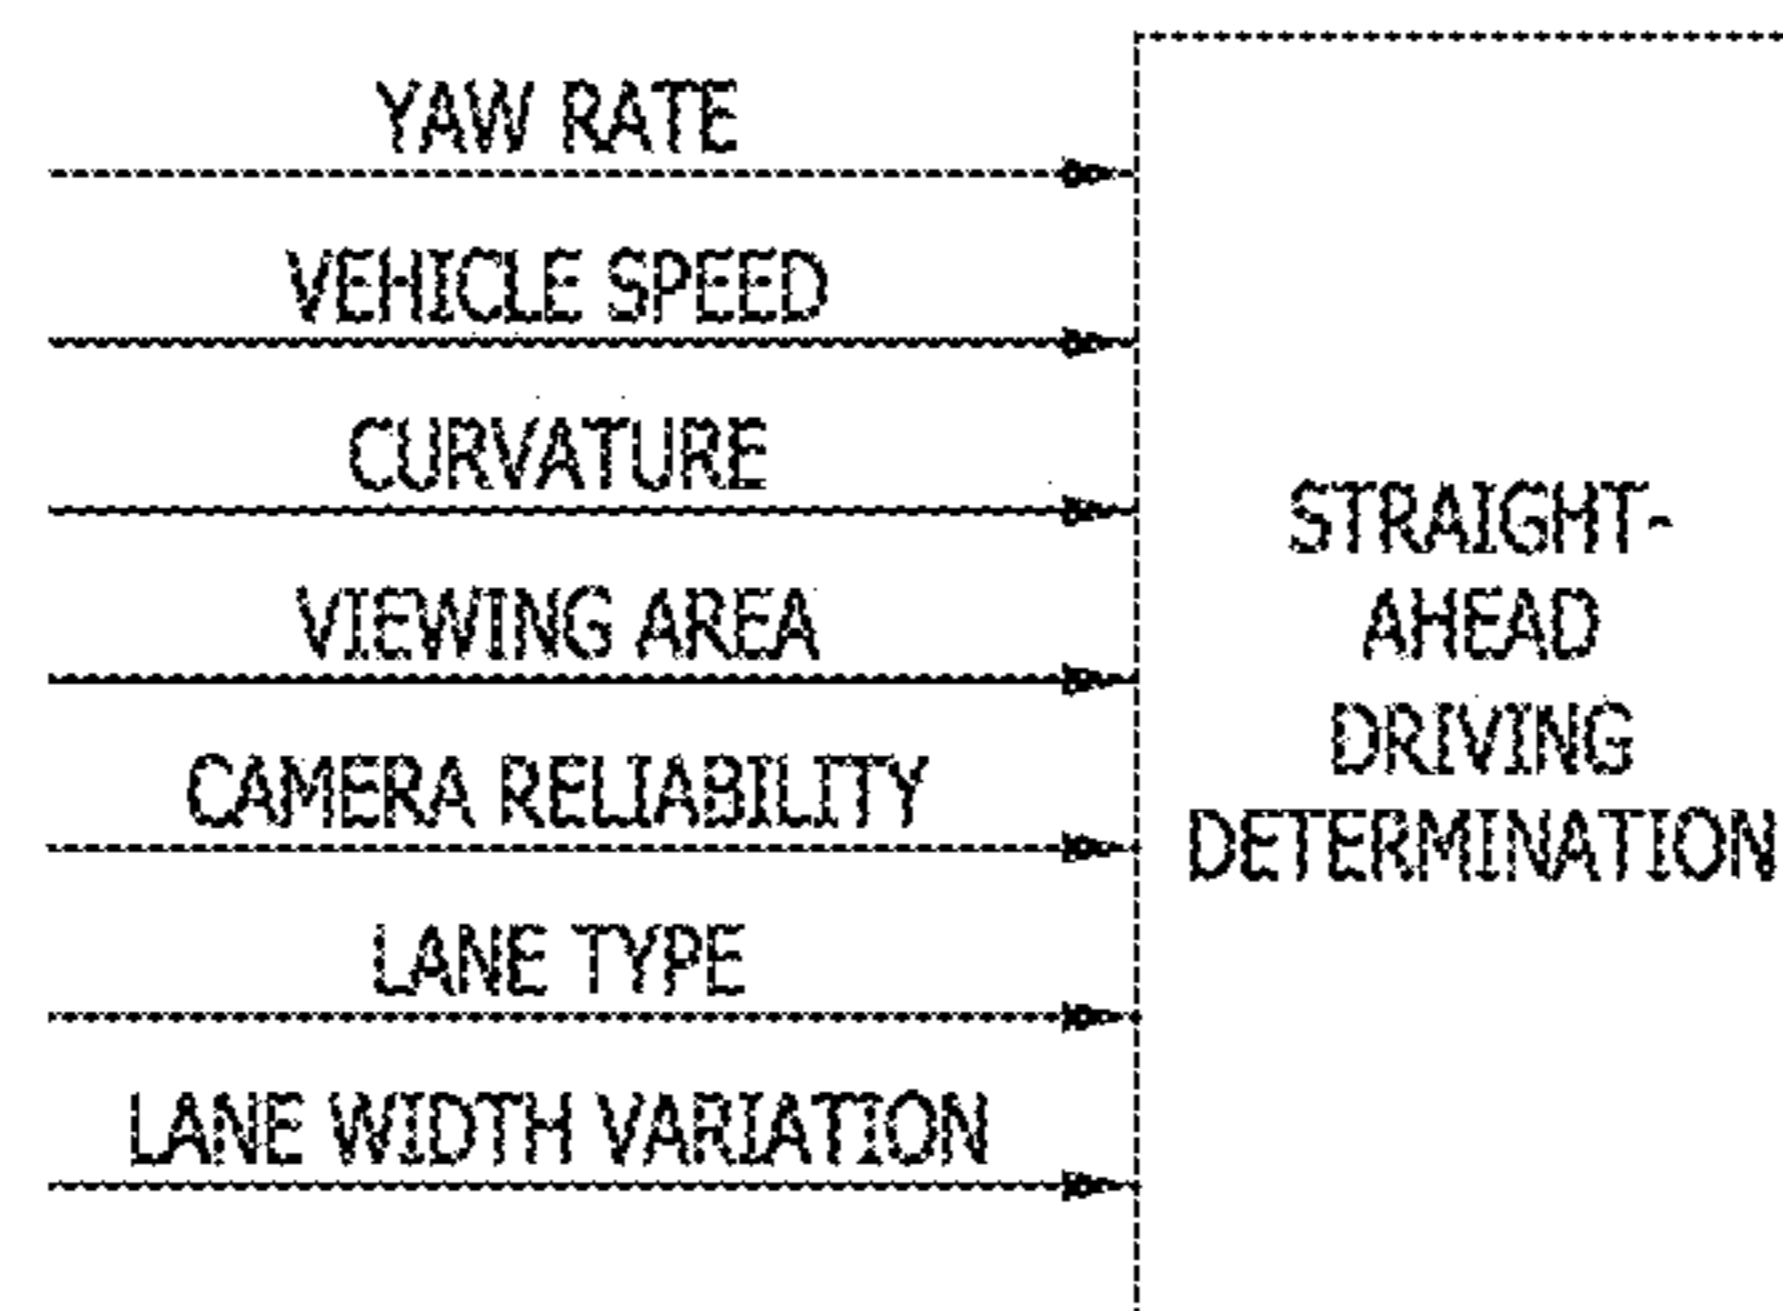 YAW RATE
VEHICLE SPEED
CURVATURE
VIEWING AREA
CAMERA RELIABILITY
LANE TYPE
LANE WIDTH VARIATION
STRAIGHT-
AHEAD
DRIVING
DETERMINATION